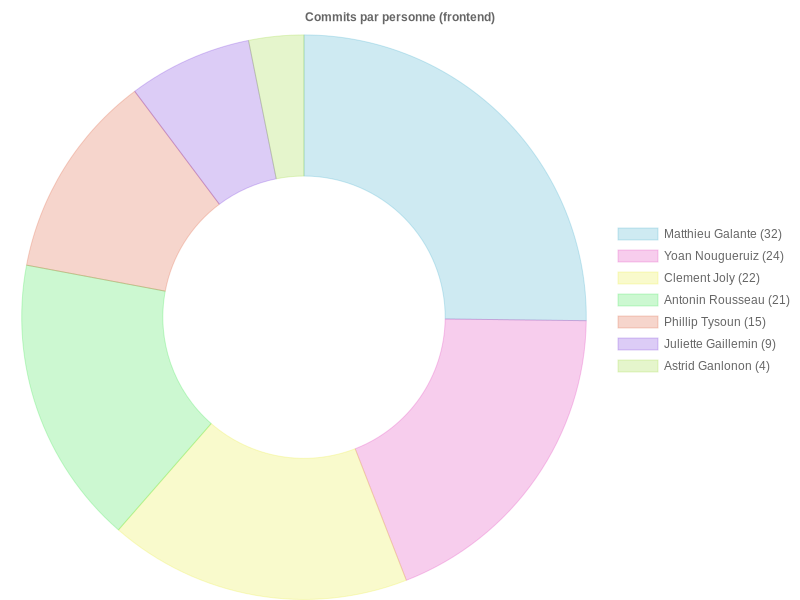 Commits par personne (frontend)
Matthieu Galante (32)
Yoan Nougueruiz (24)
Clement Joly (22)
Antonin Rousseau (21)
Phillip Tysoun (15)
Juliette Gaillemin (9)
Astrid Ganlonon (4)